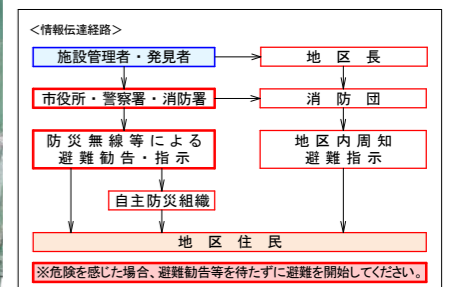 ＜情報伝達経路＞
施設管理者・発見者
地区長
市役所・警察署・消防署
消防団
防災無線等による
避難勧告・指示
地区内周知
避難指示
自主防災組織
地区住民
※危険を感じた場合、避難勧告等を待たずに避難を開始してください。